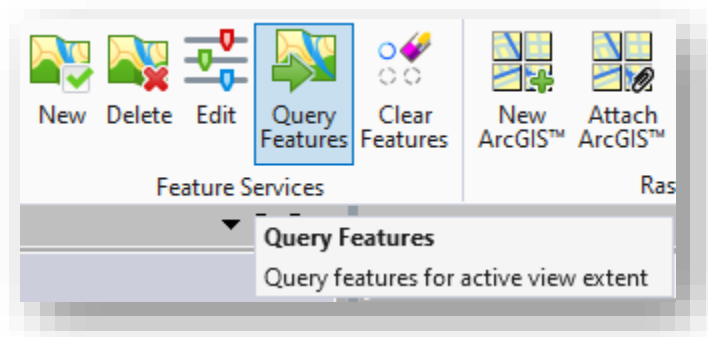 New Delete Edit Query Features Clear Features New ArcGIS™ Attach ArcGIS™
Feature Services
Ras
Query Features
Query features for active view extent